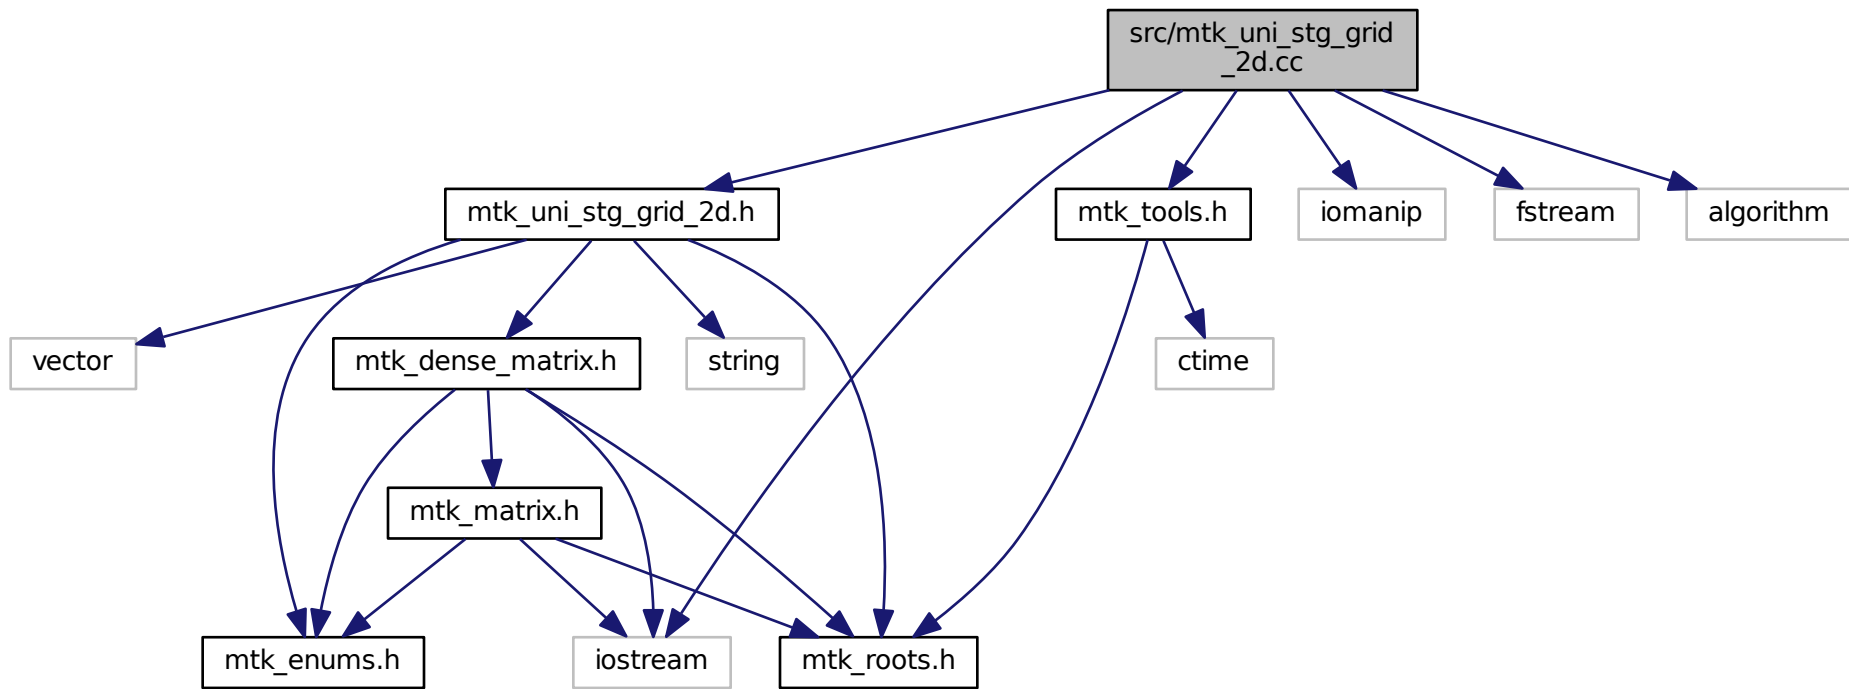 src/mtk_uni_stg_grid
_2d.cc
mtk_uni_stg_grid_2d.h
mtk_tools.h
iomanip
fstream
algorithm
vector
mtk_dense_matrix.h
string
ctime
mtk_matrix.h
mtk_enums.h
iostream
mtk_roots.h